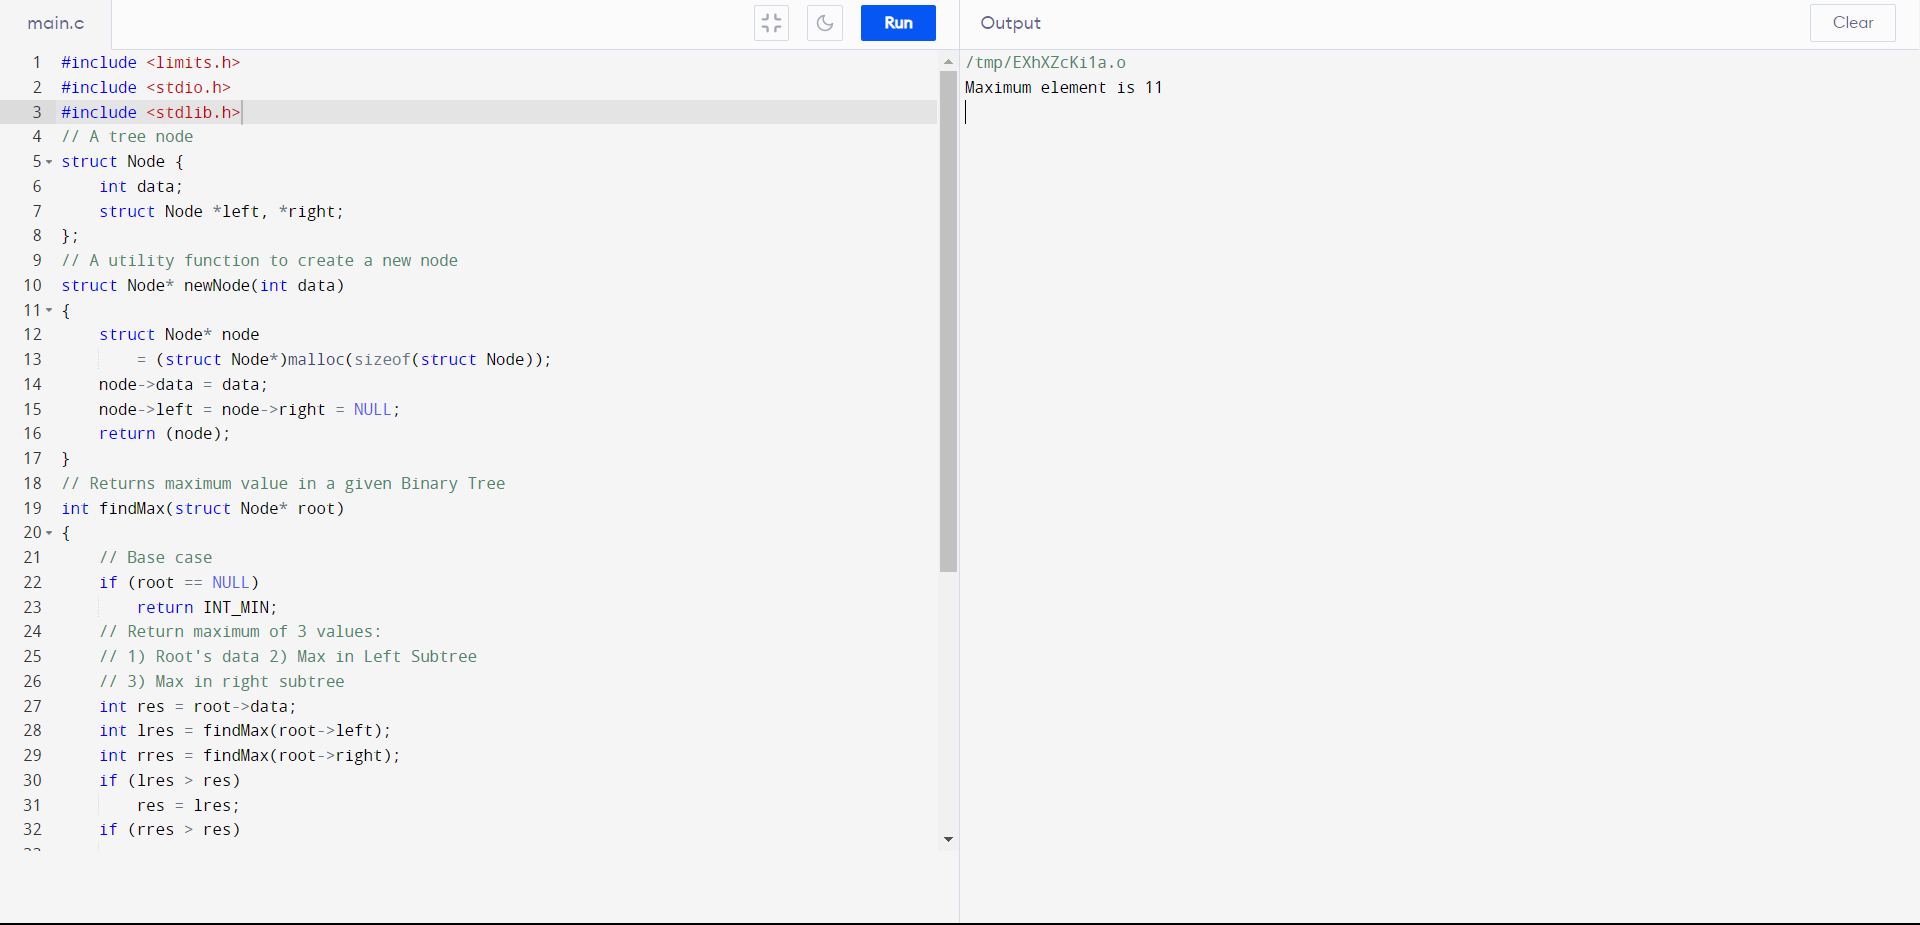 main.c
Run
Output
Clear
1 #include <limits.h>
2 #include <stdio.h>
3 #include <stdlib.h>
4 // A tree node
5 struct Node {
6     int data;
7     struct Node *left, *right;
8 };
9 // A utility function to create a new node
10 struct Node* newNode(int data)
11 {
12     struct Node* node
13         = (struct Node*)malloc(sizeof(struct Node));
14     node->data = data;
15     node->left = node->right = NULL;
16     return (node);
17 }
18 // Returns maximum value in a given Binary Tree
19 int findMax(struct Node* root)
20 {
21     // Base case
22     if (root == NULL)
23         return INT_MIN;
24     // Return maximum of 3 values:
25     // 1) Root's data 2) Max in Left Subtree
26     // 3) Max in right subtree
27     int res = root->data;
28     int lres = findMax(root->left);
29     int rres = findMax(root->right);
30     if (lres > res)
31         res = lres;
32     if (rres > res)
/tmp/EXhXZcKi1a.o
Maximum element is 11